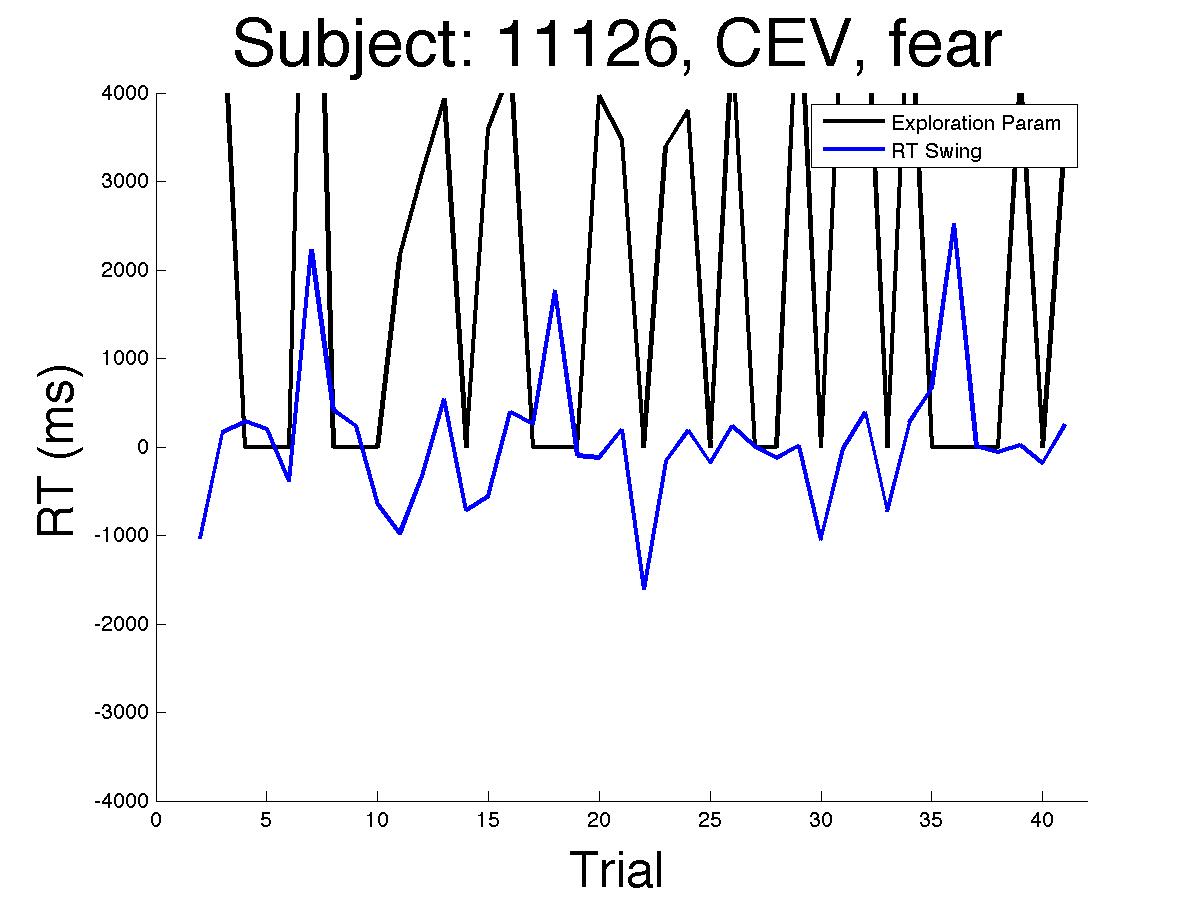 Subject: 11126, CEV, fear
4000
3000
2000
1000
0
-1000
-2000
-3000
-4000
RT (ms)
Exploration Param
RT Swing
0 5 10 15 20 25 30 35 40
Trial